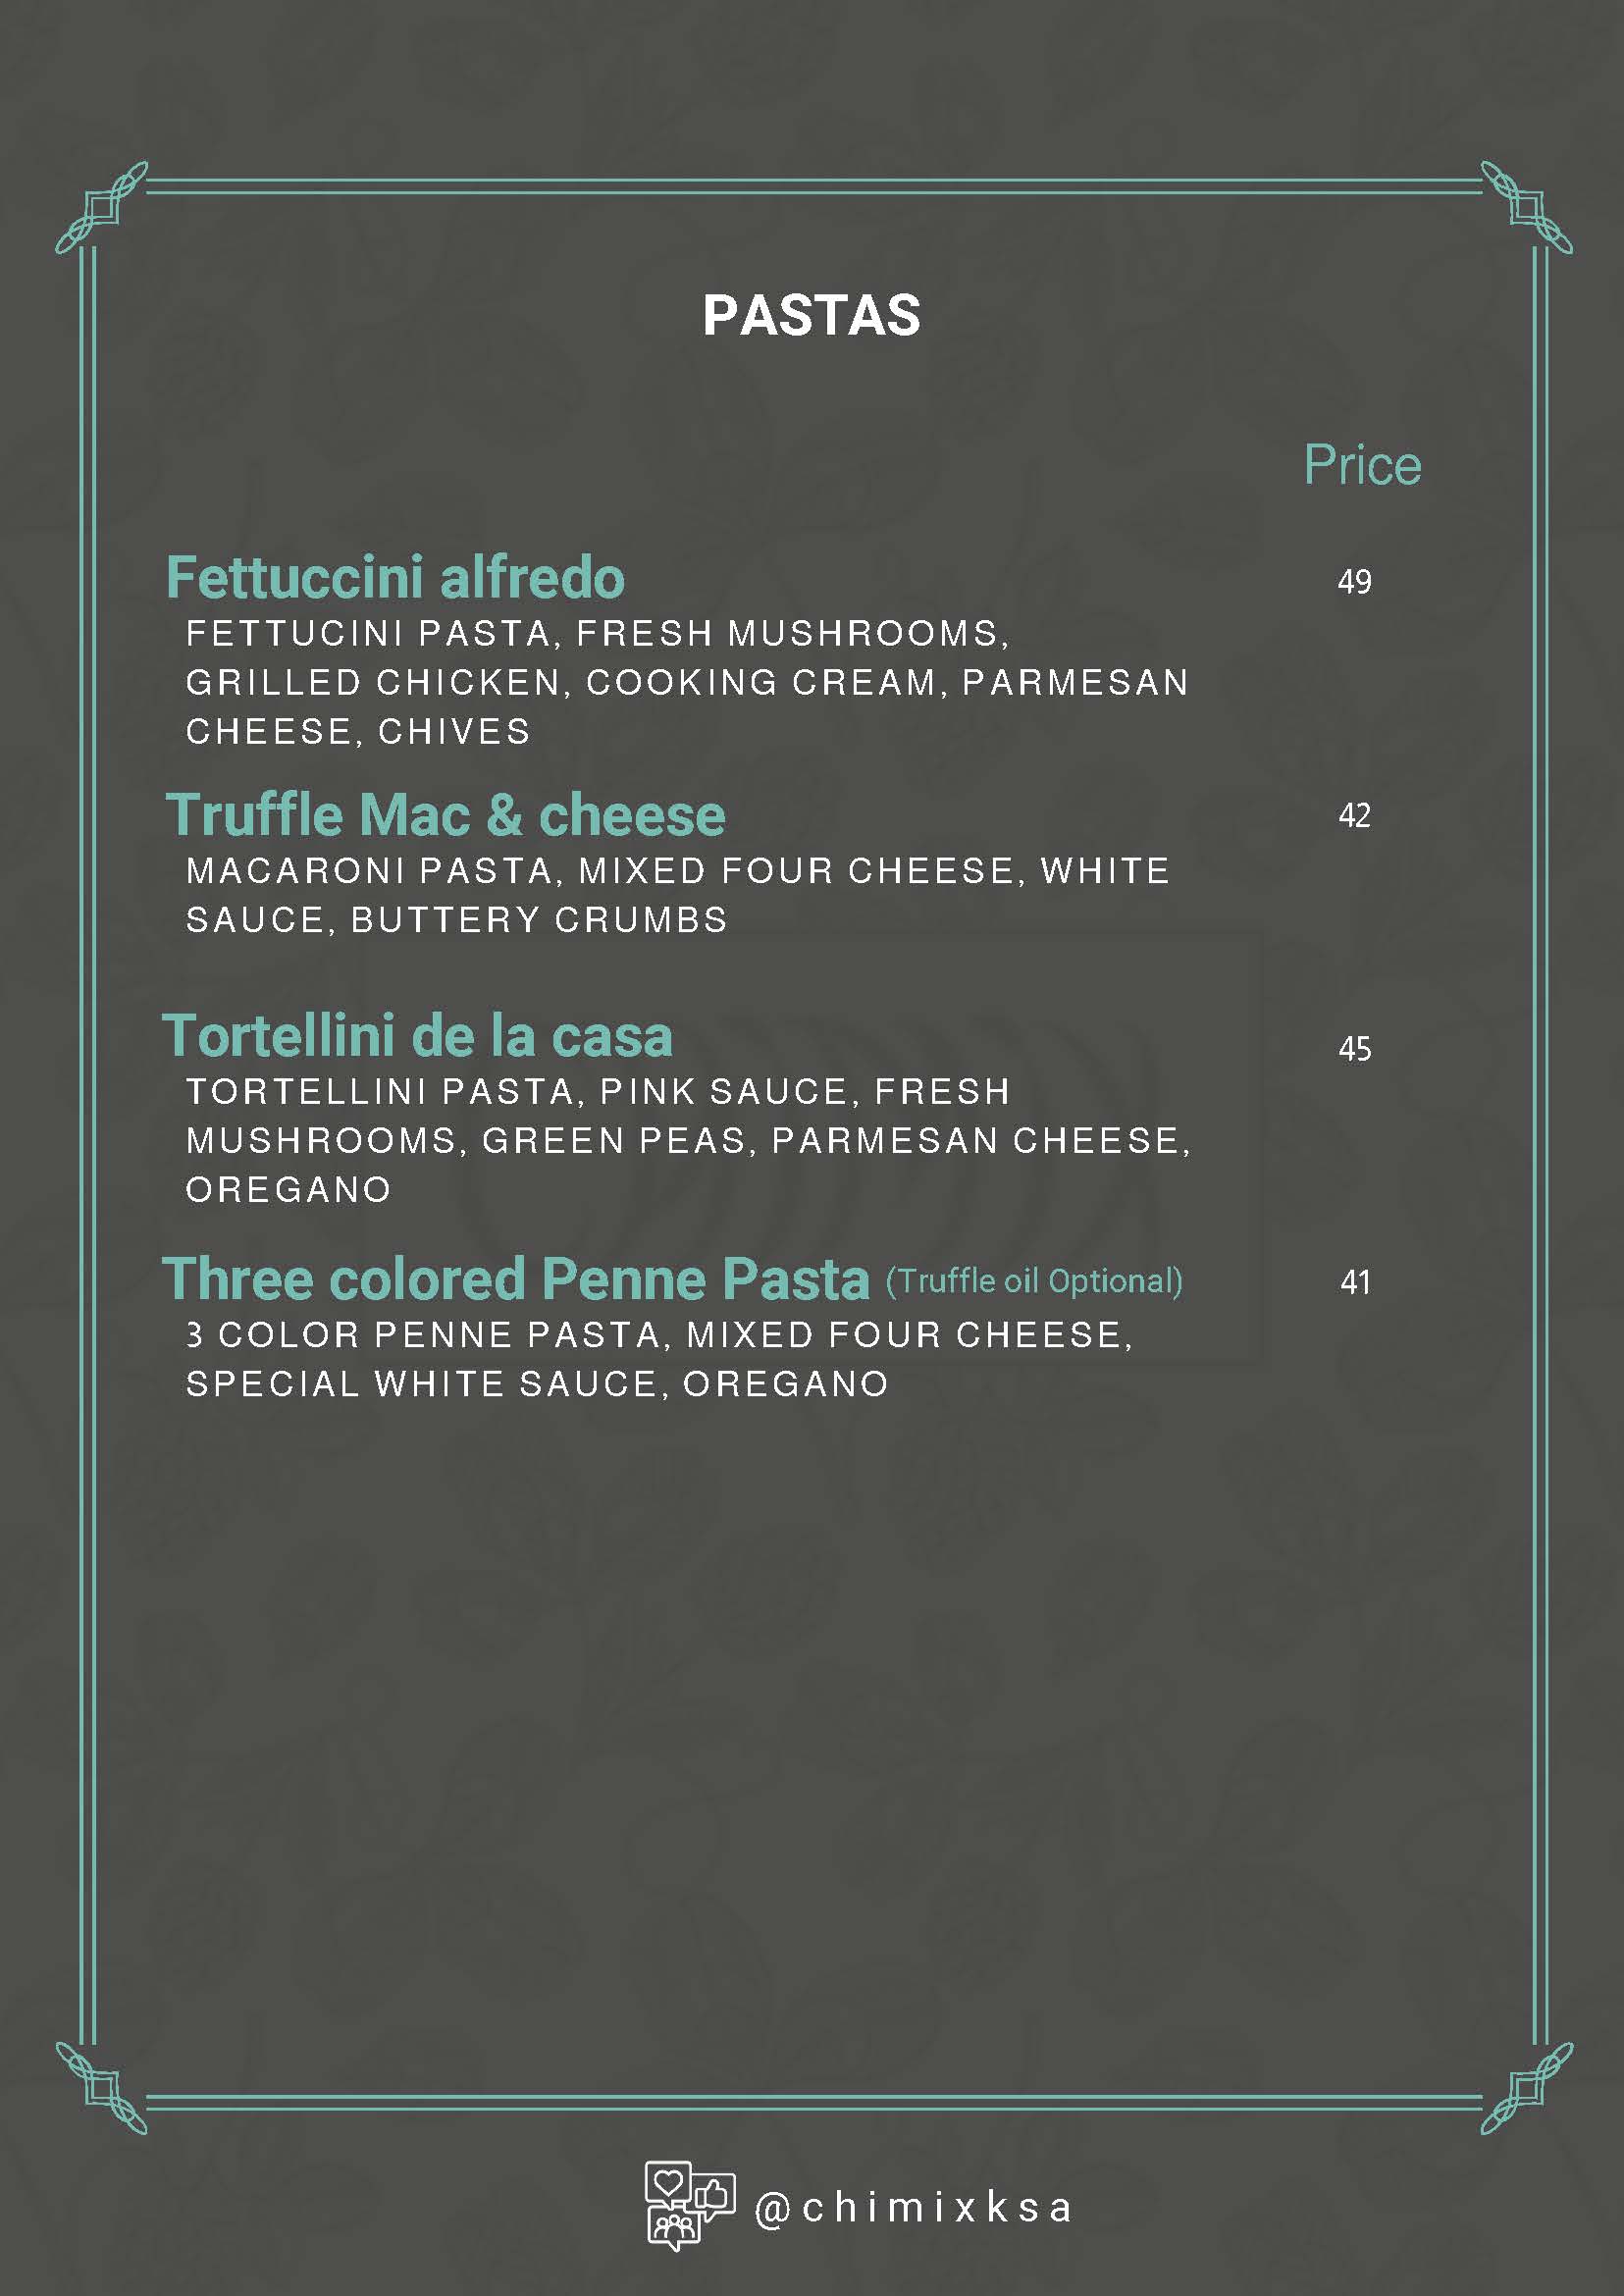 PASTAS
Price
Fettuccini alfredo 49
FETTUCINI PASTA, FRESH MUSHROOMS,
GRILLED CHICKEN, COOKING CREAM, PARMESAN
CHEESE, CHIVES
Truffle Mac & cheese 42
MACARONI PASTA, MIXED FOUR CHEESE, WHITE
SAUCE, BUTTERY CRUMBS
Tortellini de la casa 45
TORTELLINI PASTA, PINK SAUCE, FRESH
MUSHROOMS, GREEN PEAS, PARMESAN CHEESE,
OREGANO
Three colored Penne Pasta (Truffle oil Optional) 41
3 COLOR PENNE PASTA, MIXED FOUR CHEESE,
SPECIAL WHITE SAUCE, OREGANO
@chimixksa